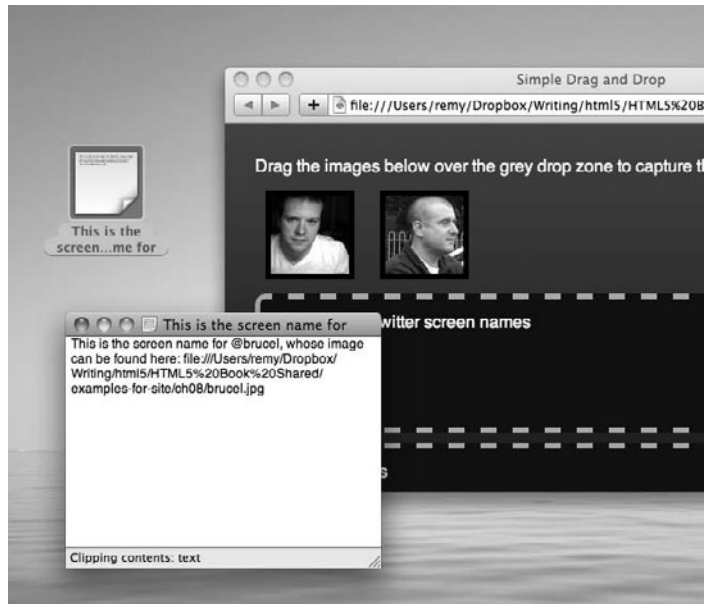 Simple Drag and Drop
file:///Users/remy/Dropbox/Writing/html5/HTML5%20B
Drag the images below over the grey drop zone to capture th
This is the
screen...me for
witter screen names
This is the screen name for
This is the screen name for @brucel, whose image
can be found here: file:///Users/remy/Dropbox/
Writing/html5/HTML5%20Book%20Shared/
examples-for-site/ch08/brucel.jpg
s
Clipping contents: text